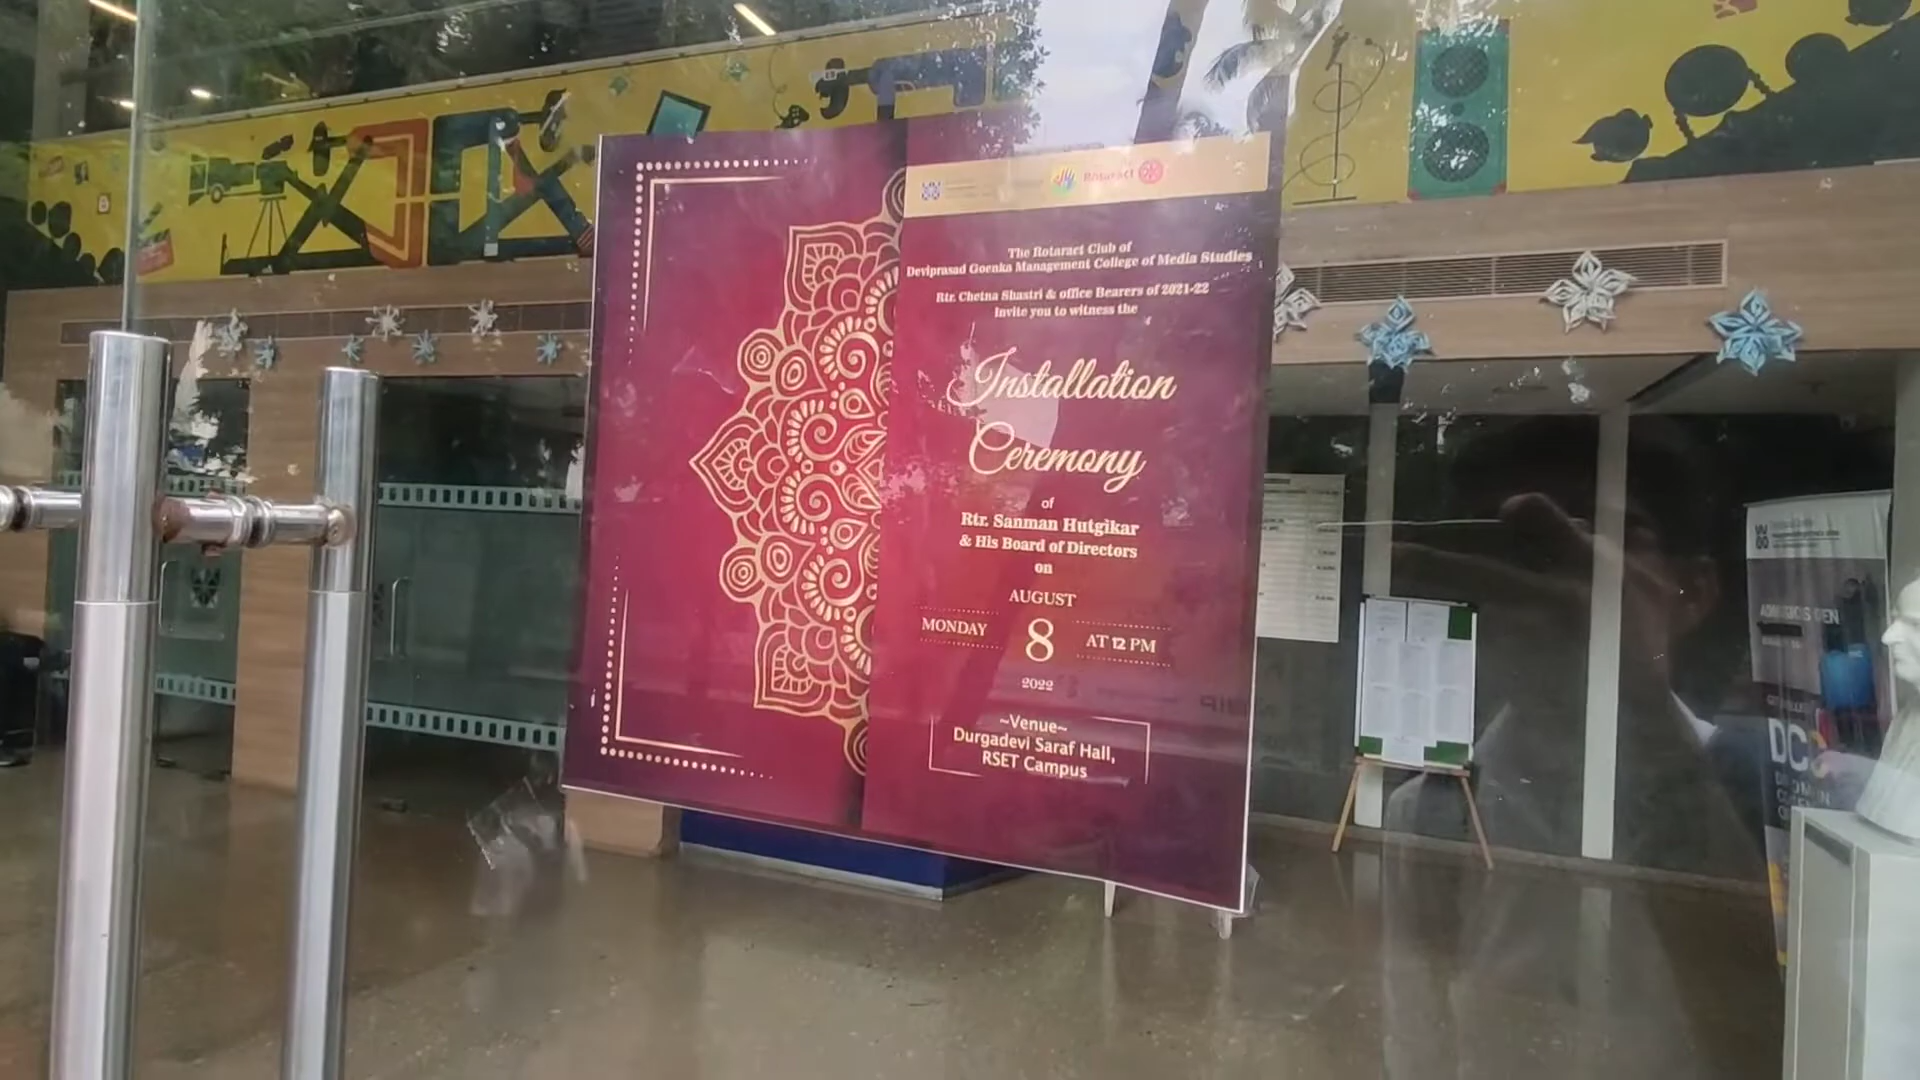 Rotaract
The Rotaract Club of
Deviprasad Goenka Management College of Media Studies
Rtr. Chetna Shastri & office Bearers of 2021-22
Invite you to witness the
Installation
Ceremony
of
Rtr. Sanman Hutgikar
& His Board of Directors
on
AUGUST
MONDAY
8
AT 12 PM
2022
~Venue~
Durgadevi Saraf Hall,
RSET Campus